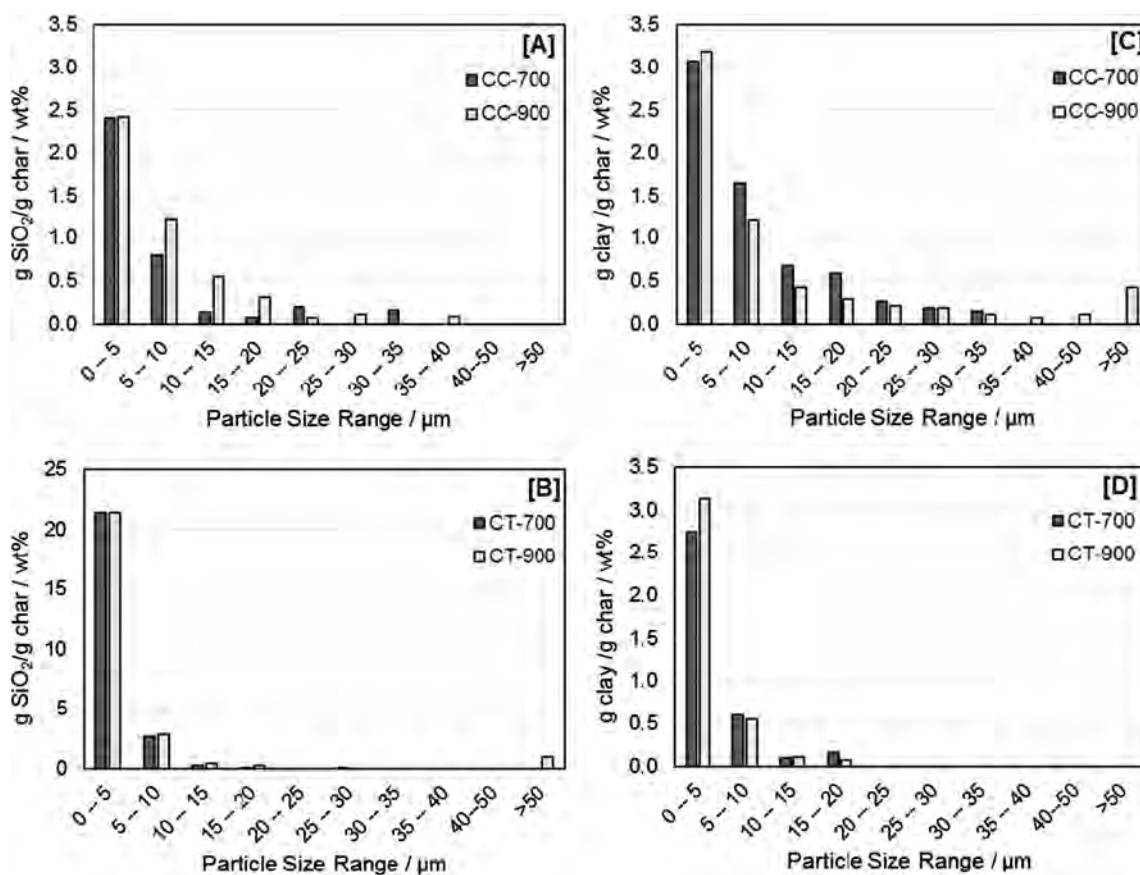 [A]
CC-700
CC-900
g SiO₂/g char / wt%
3.5
3.0
2.5
2.0
1.5
1.0
0.5
0.0
0 -- 5
5 -- 10
10 -- 15
15 -- 20
20 -- 25
25 -- 30
30 -- 35
35 -- 40
40--50
>50
Particle Size Range / µm
[C]
CC-700
CC-900
g clay /g char / wt%
3.5
3.0
2.5
2.0
1.5
1.0
0.5
0.0
0 -- 5
5 -- 10
10 -- 15
15 -- 20
20 -- 25
25 -- 30
30 -- 35
35 -- 40
40--50
>50
Particle Size Range / µm
[B]
CT-700
CT-900
g SiO₂/g char / wt%
25
20
15
10
5
0
0 -- 5
5 -- 10
10 -- 15
15 -- 20
20 -- 25
25 -- 30
30 -- 35
35 -- 40
40--50
>50
Particle Size Range / µm
[D]
CT-700
CT-900
g clay /g char / wt%
3.5
3.0
2.5
2.0
1.5
1.0
0.5
0.0
0 -- 5
5 -- 10
10 -- 15
15 -- 20
20 -- 25
25 -- 30
30 -- 35
35 -- 40
40--50
>50
Particle Size Range / µm